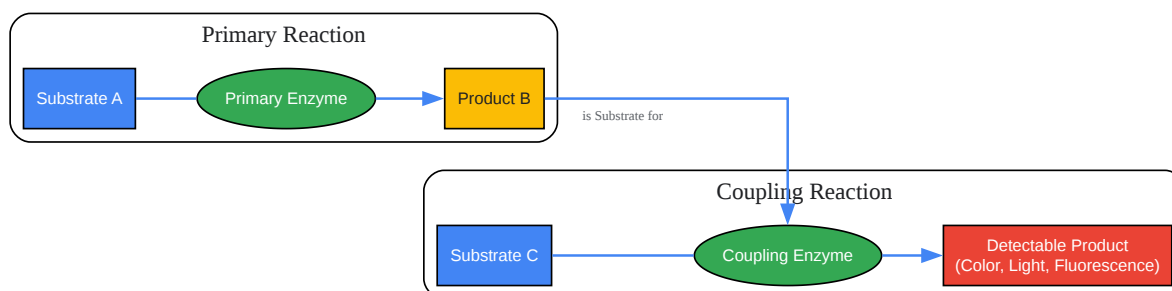 Primary Reaction
Substrate A
Primary Enzyme
Product B
is Substrate for
Coupling Reaction
Substrate C
Coupling Enzyme
Detectable Product
(Color, Light, Fluorescence)